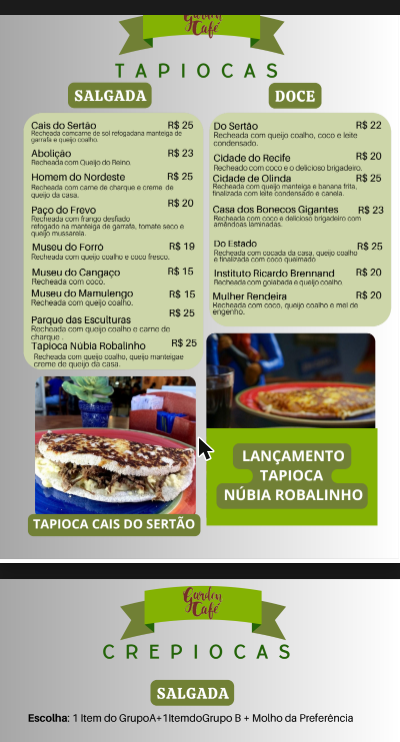 Garden
Café
TAPIOCAS
SALGADA
Cais do Sertão R$ 25
Recheada comcarne de sol refogadana manteiga de
garrafa e queijo coalho.
Abolição R$ 23
Recheada com Queijo do Reino.
Homem do Nordeste R$ 25
Recheada com carne de charque e creme de
queijo da casa.
R$ 20
Paço do Frevo
Recheada com frango desfiado
refogado na manteiga de garrafa, tomate seco e
queijo mussarela.
Museu do Forró R$ 19
Recheada com queijo coalho e coco fresco.
Museu do Cangaço R$ 15
Recheada com coco.
Museu do Mamulengo R$ 15
Recheada com queijo coalho.
R$ 25
Parque das Esculturas
Recheada com queijo coalho e carne de
charque .
Tapioca Núbia Robalinho R$ 25
Recheada com coalho, queijo manteigae
creme de queijo da casa.
TAPIOCA CAIS DO SERTÃO
DOCE
Do Sertão R$ 22
Recheada com queijo coalho, coco e leite
condensado.
Cidade do Recife R$ 20
Recheado com coco e o delicioso brigadeiro.
Cidade de Olinda R$ 25
Recheada com queijo manteiga e banana frita,
finalizada com leite condensado e canela.
Casa dos Bonecos Gigantes R$ 23
Recheada com coco e delicioso brigadeiro com
amêndoas laminadas.
Do Estado R$ 25
Recheada com cocada da casa, queijo coalho
e finalizada com coco queimado
Instituto Ricardo Brennand R$ 20
Recheada com goiabada e queijo coalho
Mulher Rendeira R$ 20
Recheada com coco, queijo coalho e mel de
engenho.
LANÇAMENTO
TAPIOCA
NÚBIA ROBALINHO
Garden
Café
CREPIOCAS
SALGADA
Escolha: 1 Item do GrupoA+1ItemdoGrupo B + Molho da Preferência